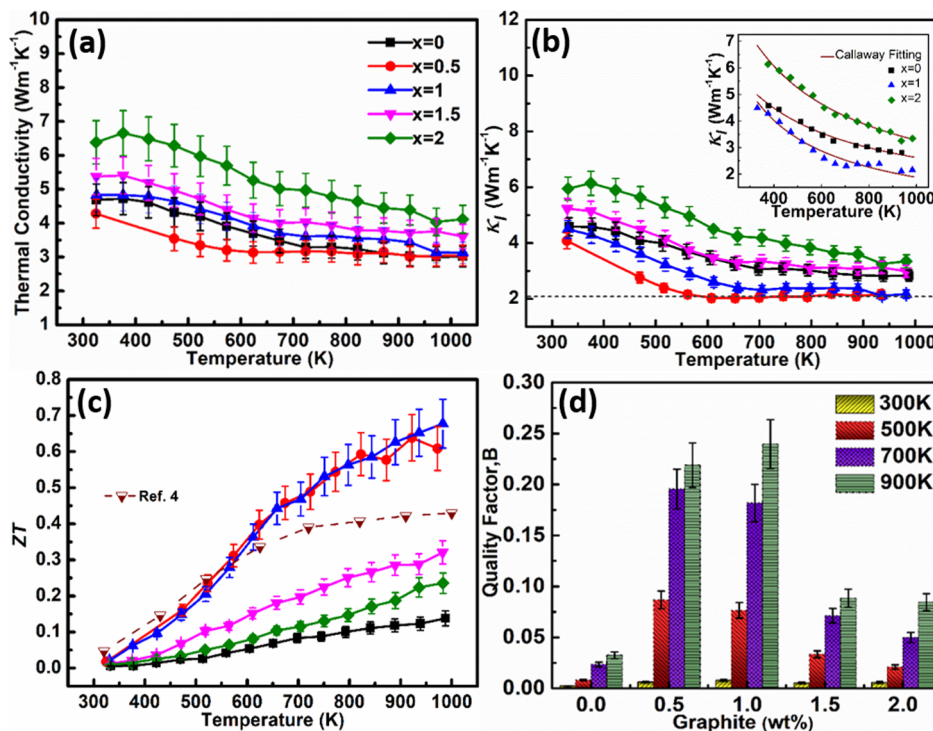 (a)
x=0
x=0.5
x=1
x=1.5
x=2
Thermal Conductivity (Wm⁻¹K⁻¹)
10
9
8
7
6
5
4
3
2
1
300 400 500 600 700 800 900 1000
Temperature (K)
(b)
Κl (Wm⁻¹K⁻¹)
12
10
8
6
4
2
300 400 500 600 700 800 900 1000
Temperature (K)
Callaway Fitting
x=0
x=1
x=2
Κl (Wm⁻¹K⁻¹)
7
6
5
4
3
2
400 500 600 700 800 900 1000
Temperature (K)
(c)
Ref. 4
ZT
0.8
0.7
0.6
0.5
0.4
0.3
0.2
0.1
0.0
300 400 500 600 700 800 900 1000
Temperature (K)
(d)
300K
500K
700K
900K
Quality Factor,B
0.30
0.25
0.20
0.15
0.10
0.05
0.00
0.0 0.5 1.0 1.5 2.0
Graphite (wt%)